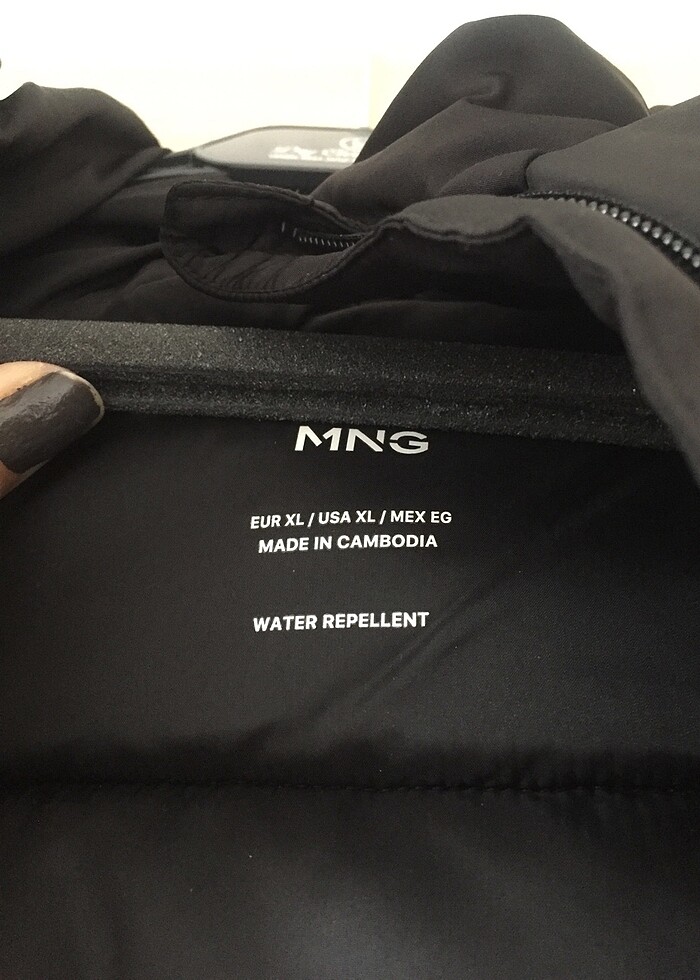 MNG
EUR XL / USA XL / MEX EG
MADE IN CAMBODIA
WATER REPELLENT